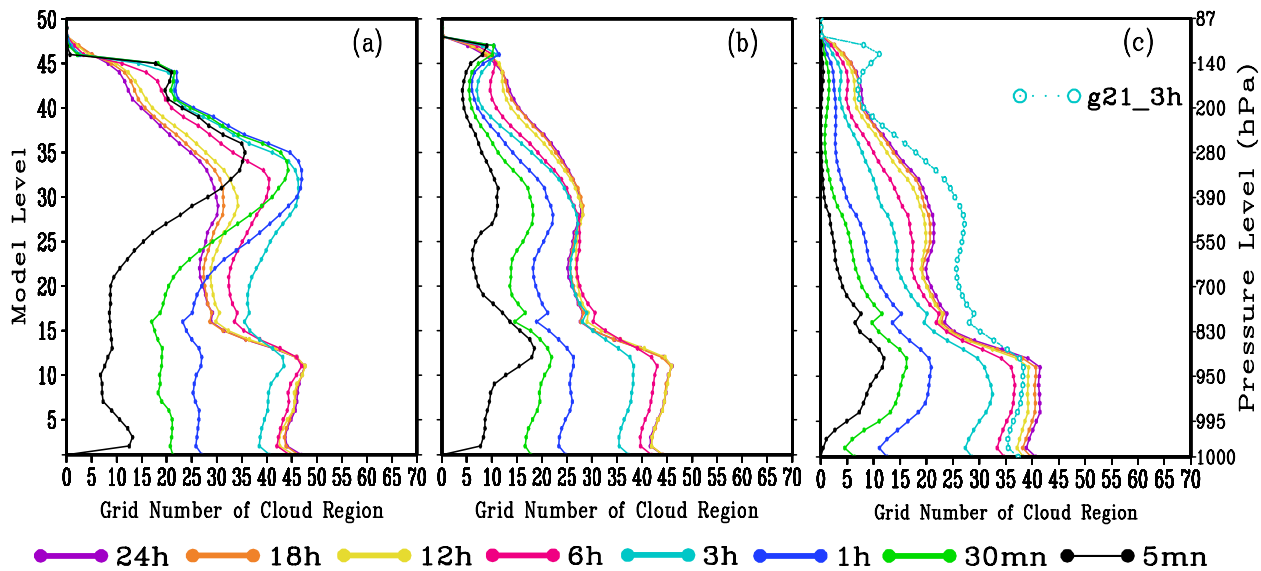 (a)
(b)
(c)
g21_3h
50
45
40
35
30
25
20
15
10
5
Model Level
87
140
200
280
390
550
700
830
950
995
1000
Pressure Level (hPa)
0 5 10 15 20 25 30 35 40 45 50 55 60 65 70
0 5 10 15 20 25 30 35 40 45 50 55 60 65 70
0 5 10 15 20 25 30 35 40 45 50 55 60 65 70
Grid Number of Cloud Region
Grid Number of Cloud Region
Grid Number of Cloud Region
24h 18h 12h 6h 3h 1h 30mn 5mn